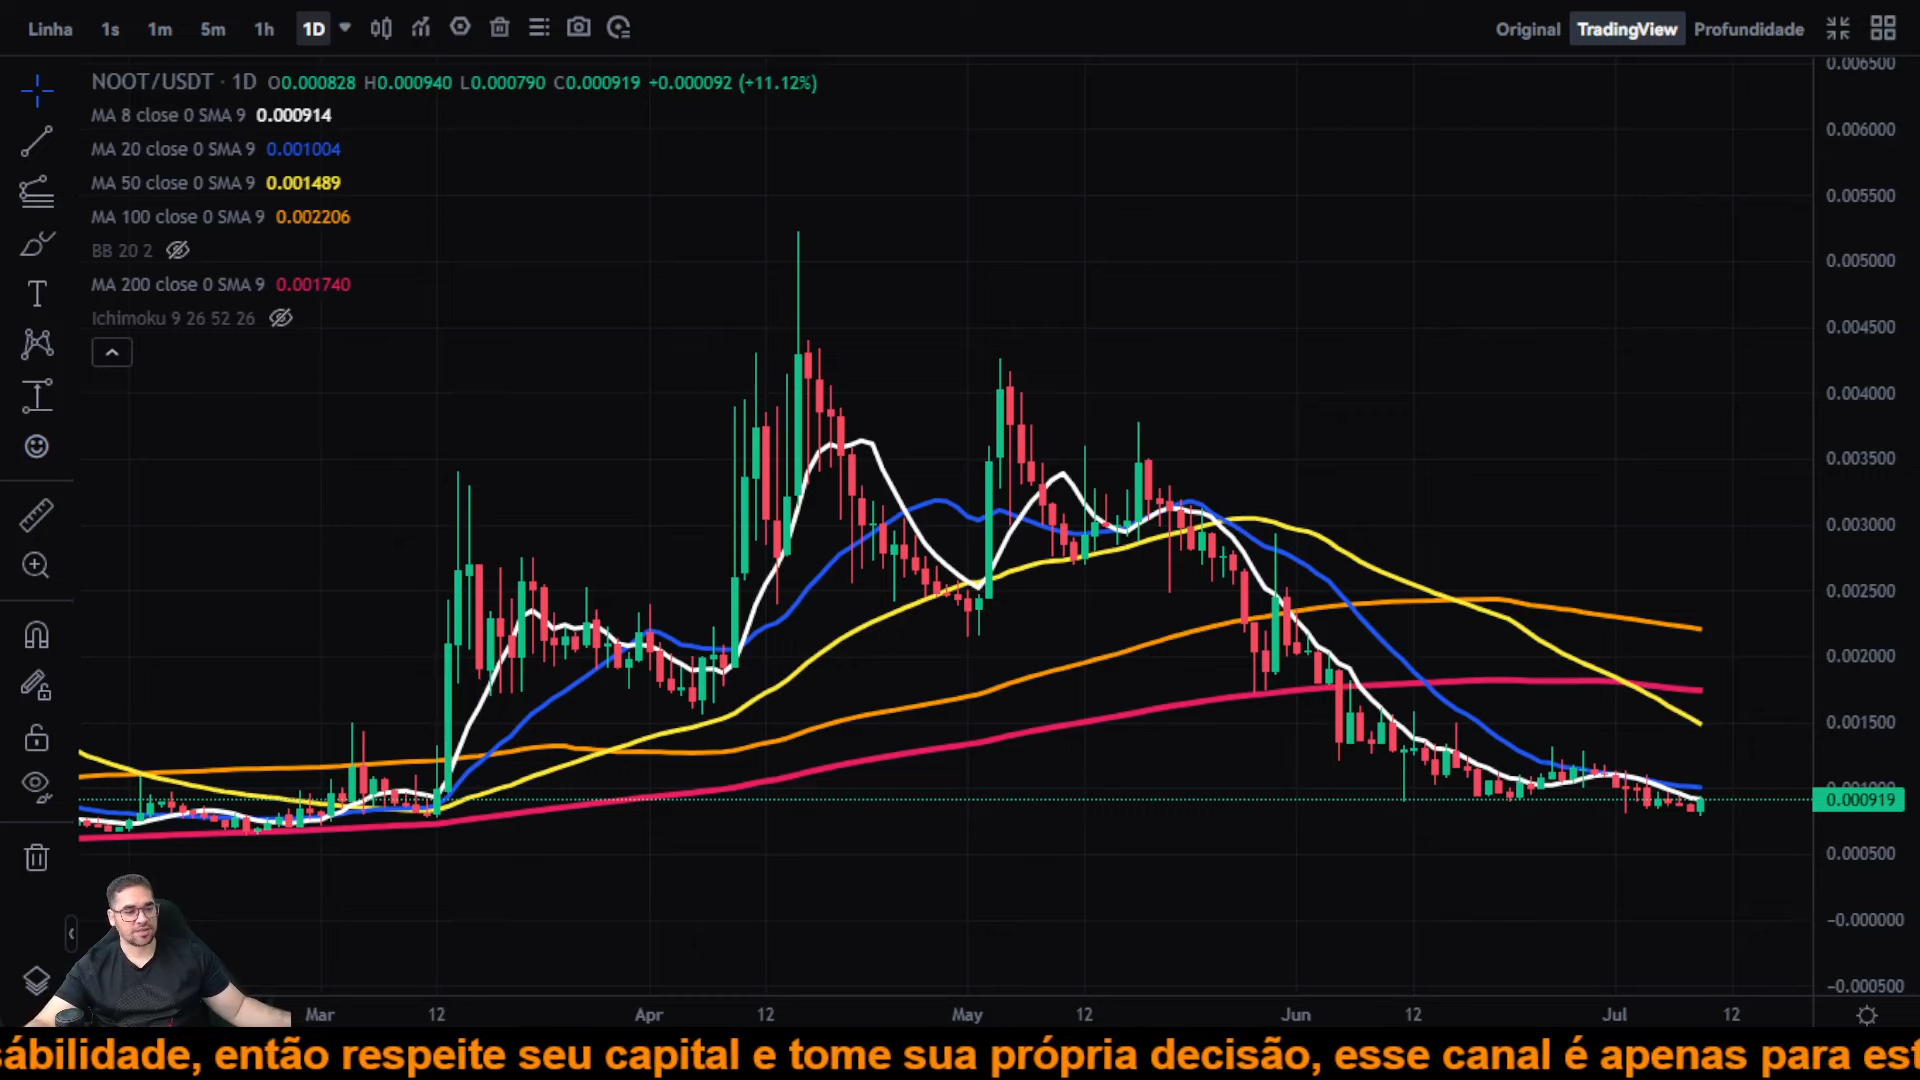 Linha 1s 1m 5m 1h 1D Original TradingView Profundidade
NOOT/USDT · 1D O0.000828 H0.000940 L0.000790 C0.000919 +0.000092 (+11.12%)
MA 8 close 0 SMA 9 0.000914
MA 20 close 0 SMA 9 0.001004
MA 50 close 0 SMA 9 0.001489
MA 100 close 0 SMA 9 0.002206
BB 20 2
MA 200 close 0 SMA 9 0.001740
Ichimoku 9 26 52 26
0.006500
0.006000
0.005500
0.005000
0.004500
0.004000
0.003500
0.003000
0.002500
0.002000
0.001500
0.000919
0.000500
-0.000000
-0.000500
Mar 12 Apr 12 May 12 Jun 12 Jul 12
sábilidade, então respeite seu capital e tome sua própria decisão, esse canal é apenas para est